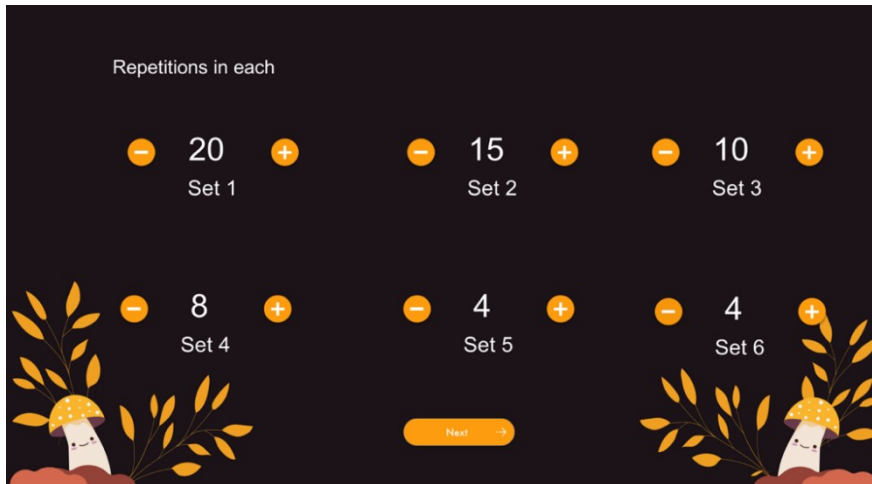 Repetitions in each
20 15 10
Set 1 Set 2 Set 3
8 4 4
Set 4 Set 5 Set 6
Next